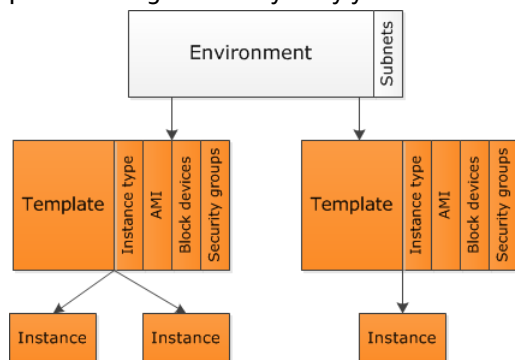 Environment
Subnets
Template
Instance type
AMI
Block devices
Security groups
Template
Instance type
AMI
Block devices
Security groups
Instance
Instance
Instance